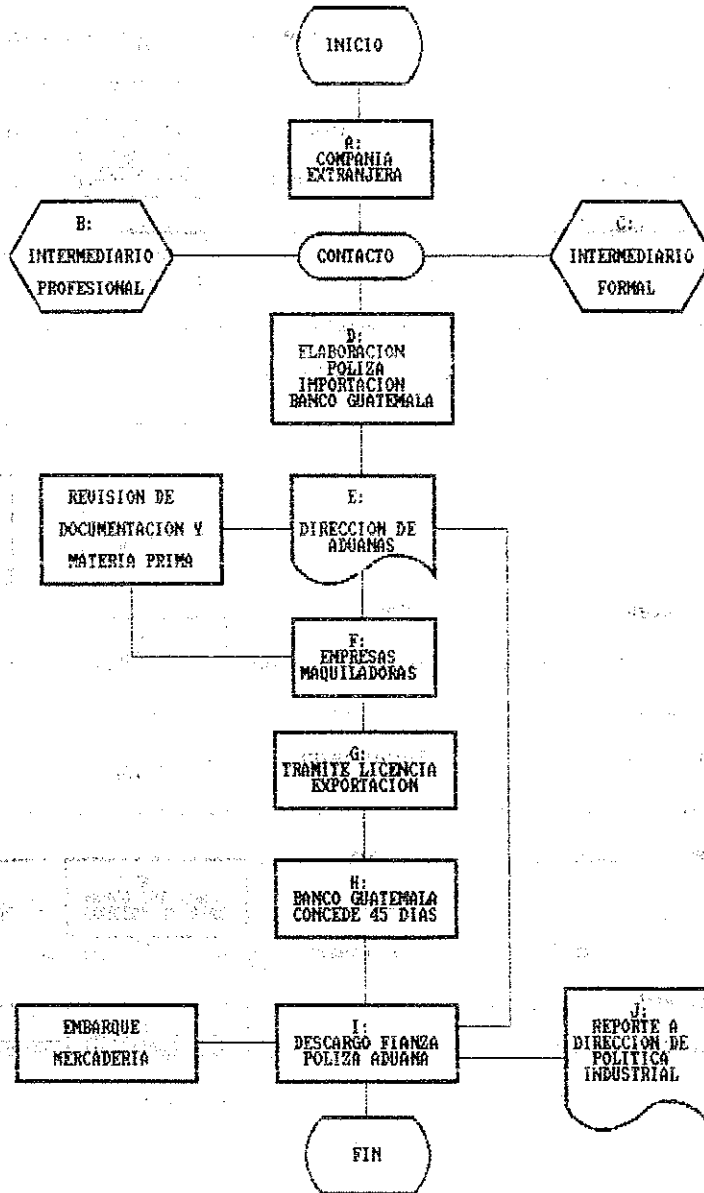 INICIO
A:
COMPANIA
EXTRANJERA
B:
INTERMEDIARIO
PROFESIONAL
CONTACTO
C:
INTERMEDIARIO
FORMAL
D:
ELABORACION
POLIZA
IMPORTACION
BANCO GUATEMALA
REVISION DE
DOCUMENTACION Y
MATERIA PRIMA
E:
DIRECCION DE
ADUANAS
F:
EMPRESAS
MAQUILADORAS
G:
TRAMITE LICENCIA
EXPORTACION
H:
BANCO GUATEMALA
CONCEDE 45 DIAS
EMBARQUE
MERCADERIA
I:
DESCARGO FIANZA
POLIZA ADUANA
J:
REPORTE A
DIRECCION DE
POLITICA
INDUSTRIAL
FIN